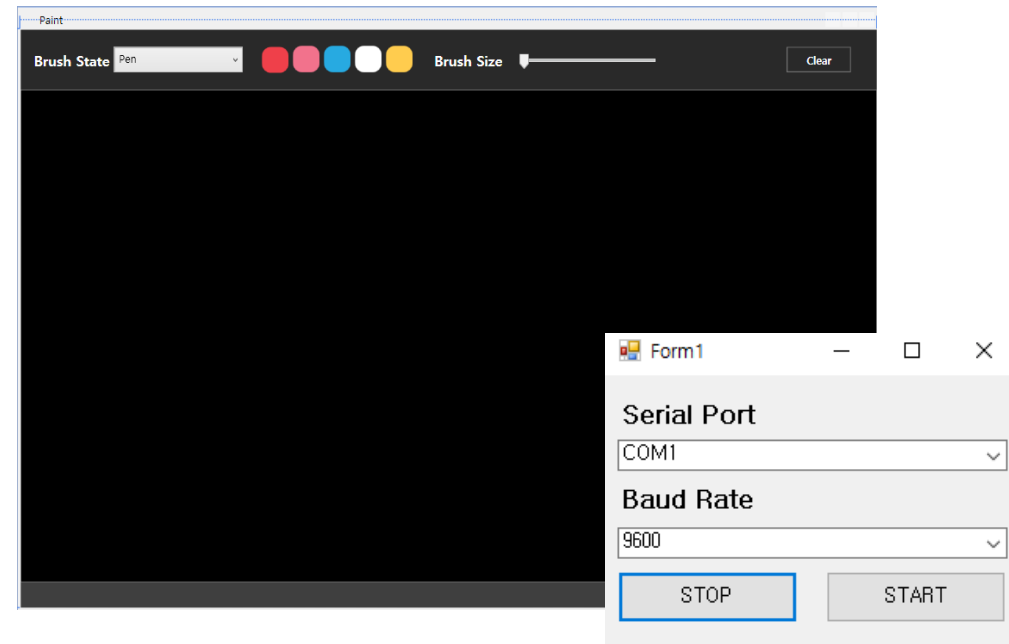 Paint
Brush State Pen Brush Size Clear
Form1
Serial Port
COM1
Baud Rate
9600
STOP START